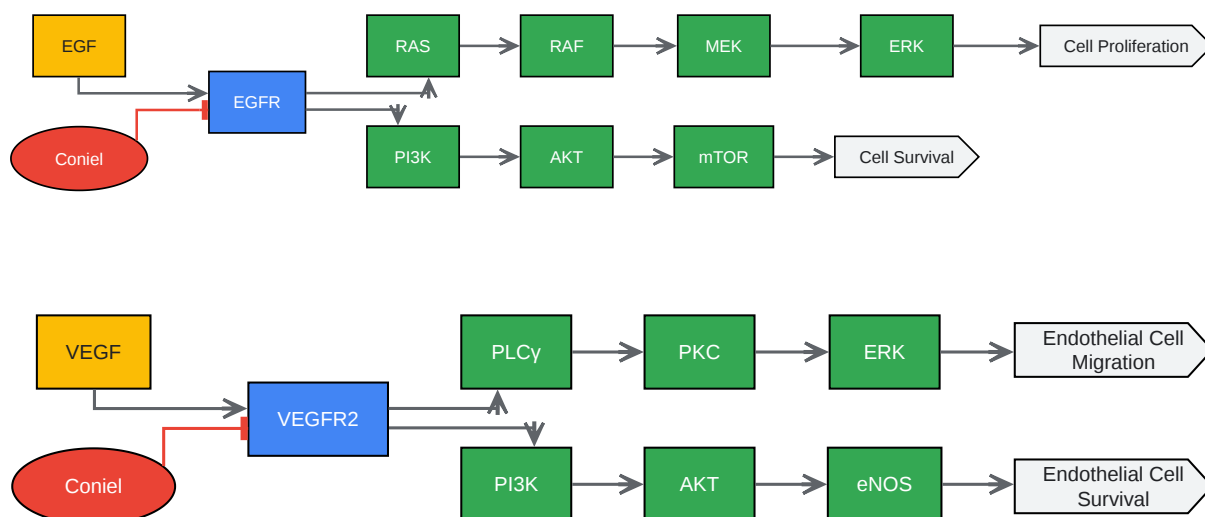 EGF
RAS
RAF
MEK
ERK
Cell Proliferation
EGFR
Coniel
PI3K
AKT
mTOR
Cell Survival
VEGF
PLCγ
PKC
ERK
Endothelial Cell
Migration
VEGFR2
Coniel
PI3K
AKT
eNOS
Endothelial Cell
Survival